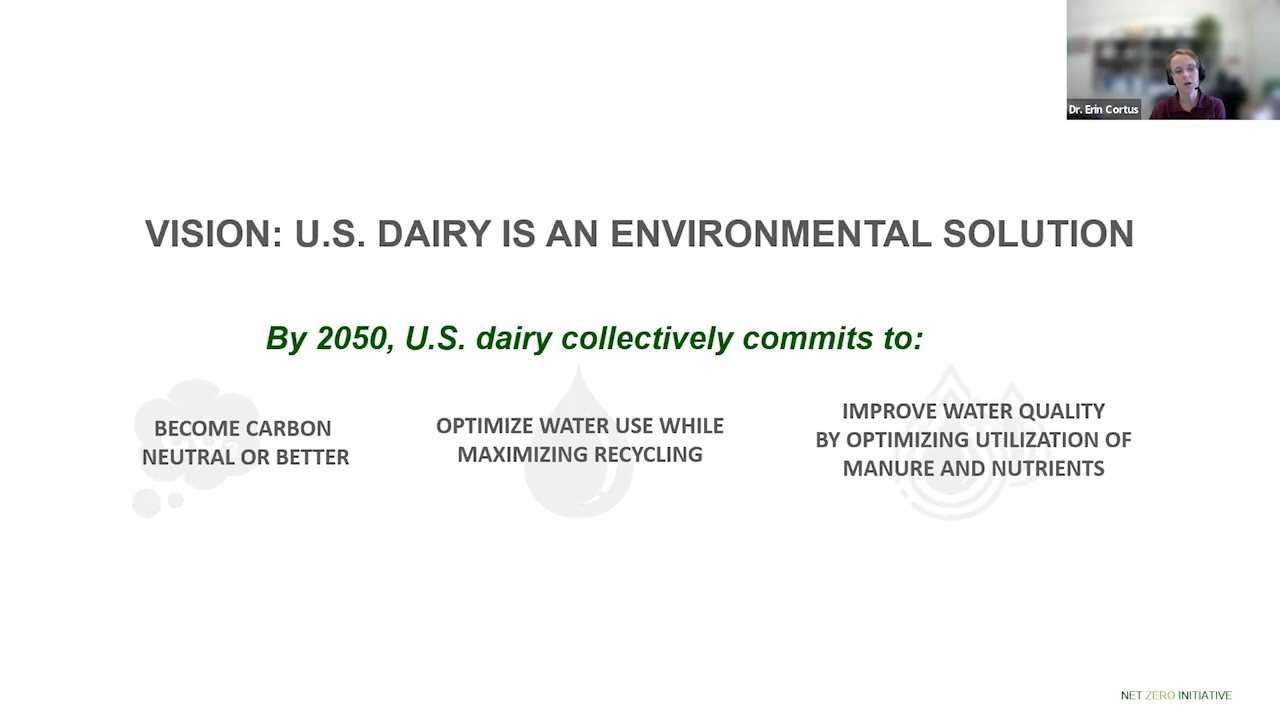 Dr. Erin Cortus
VISION: U.S. DAIRY IS AN ENVIRONMENTAL SOLUTION
By 2050, U.S. dairy collectively commits to:
BECOME CARBON
NEUTRAL OR BETTER
OPTIMIZE WATER USE WHILE
MAXIMIZING RECYCLING
IMPROVE WATER QUALITY
BY OPTIMIZING UTILIZATION OF
MANURE AND NUTRIENTS
NET ZERO INITIATIVE